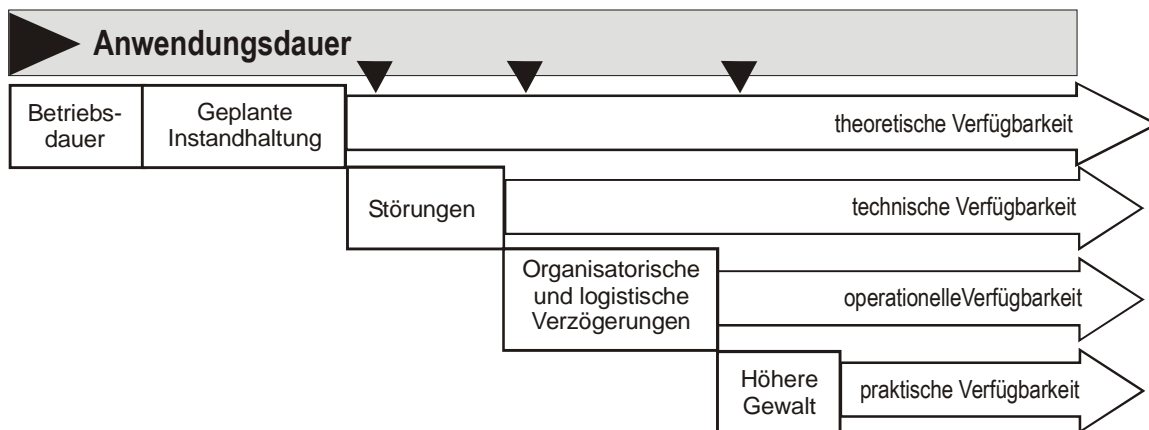 Anwendungsdauer
Betriebs-
dauer
Geplante
Instandhaltung
theoretische Verfügbarkeit
Störungen
technische Verfügbarkeit
Organisatorische
und logistische
Verzögerungen
operationelleVerfügbarkeit
Höhere
Gewalt
praktische Verfügbarkeit